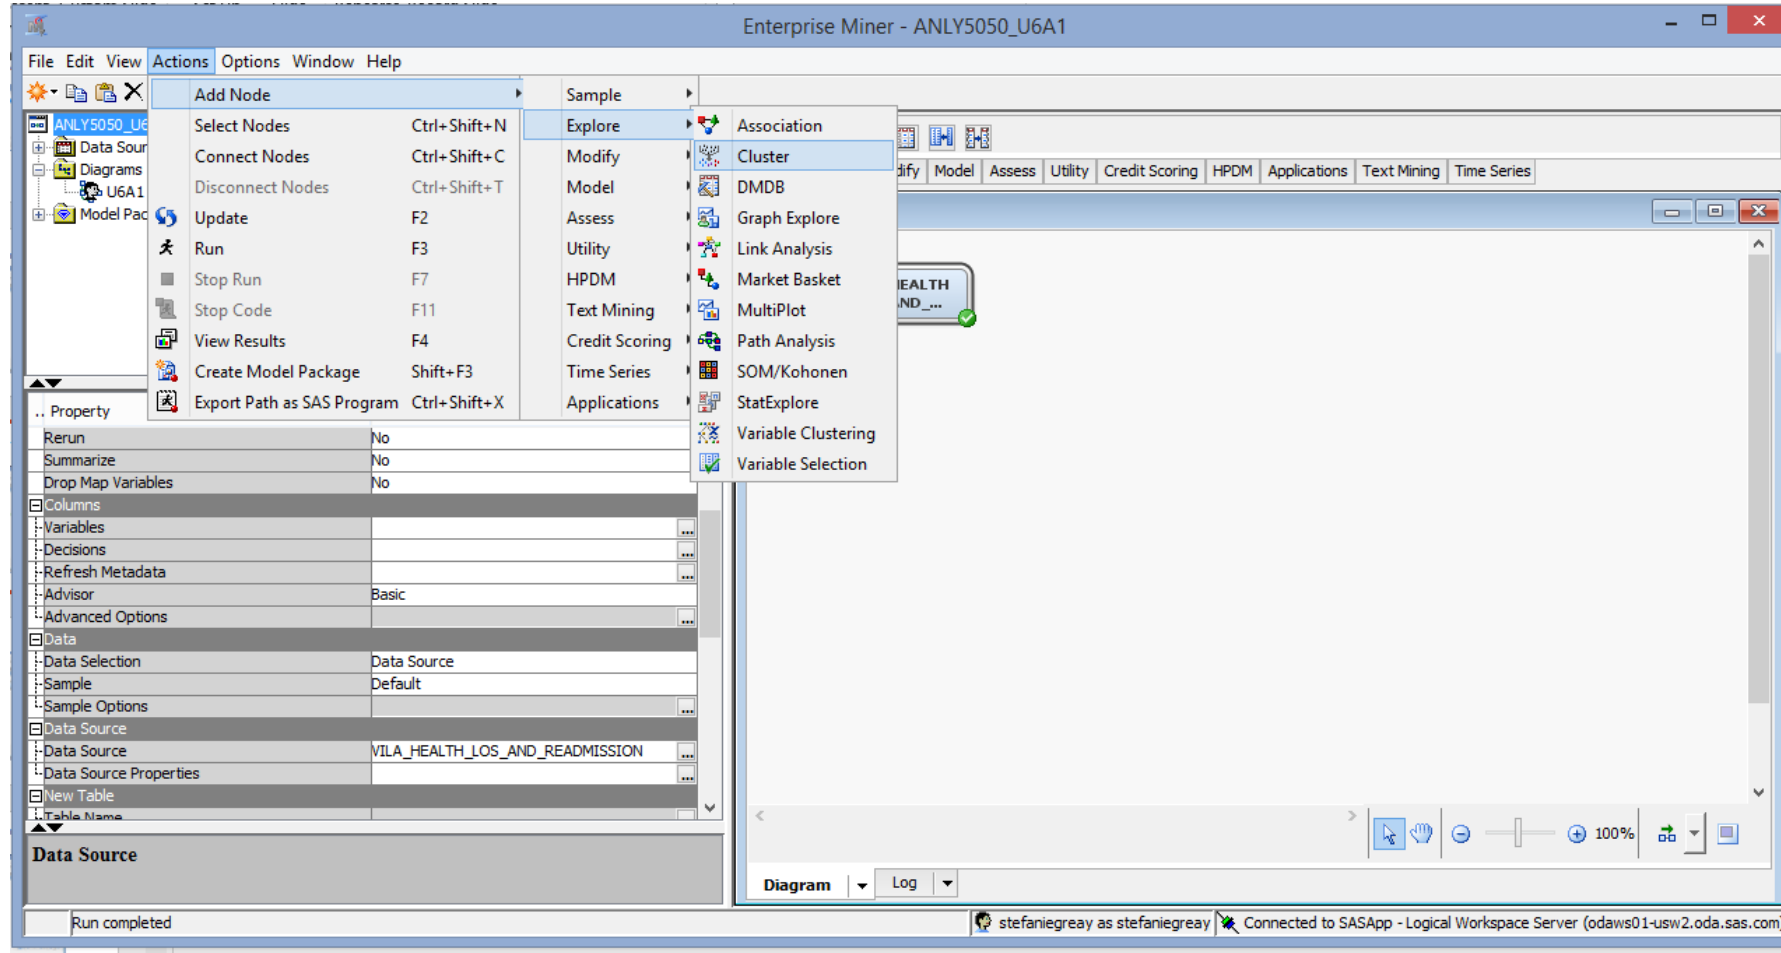 Enterprise Miner - ANLY5050_U6A1
File Edit View Actions Options Window Help
Add Node
Select Nodes Ctrl+Shift+N
Connect Nodes Ctrl+Shift+C
Disconnect Nodes Ctrl+Shift+T
Update F2
Run F3
Stop Run F7
Stop Code F11
View Results F4
Create Model Package Shift+F3
Export Path as SAS Program Ctrl+Shift+X
Sample
Explore
Modify
Model
Assess
Utility
HPDM
Text Mining
Credit Scoring
Time Series
Applications
Association
Cluster
DMDB
Graph Explore
Link Analysis
Market Basket
MultiPlot
Path Analysis
SOM/Kohonen
StatExplore
Variable Clustering
Variable Selection
ANLY5050_U6
Data Sour
Diagrams
U6A1
Model Pac
dify Model Assess Utility Credit Scoring HPDM Applications Text Mining Time Series
EALTH
ND_...
.. Property
Rerun No
Summarize No
Drop Map Variables No
Columns
Variables ...
Decisions ...
Refresh Metadata ...
Advisor Basic
Advanced Options ...
Data
Data Selection Data Source
Sample Default
Sample Options ...
Data Source
Data Source VILA_HEALTH_LOS_AND_READMISSION ...
Data Source Properties ...
New Table
Table Name
Data Source
100%
Diagram Log
Run completed
stefaniegreay as stefaniegreay Connected to SASApp - Logical Workspace Server (odaws01-usw2.oda.sas.com)